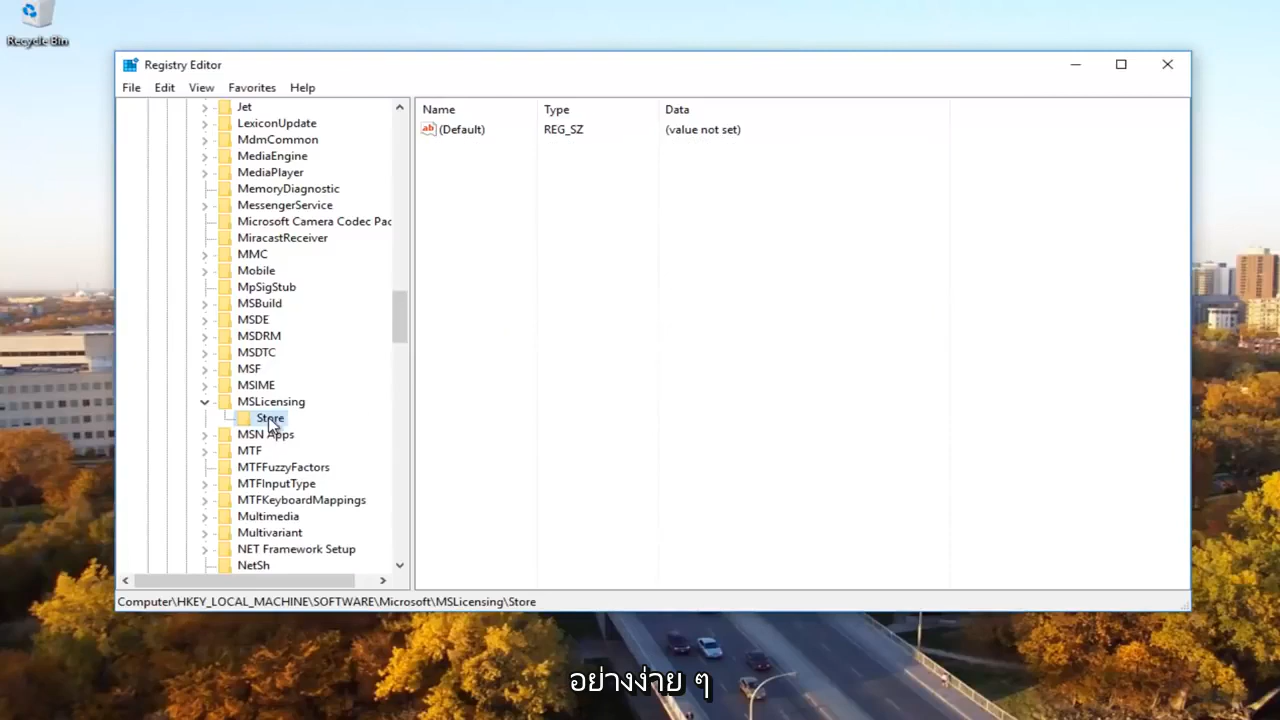 Recycle Bin
Registry Editor
File Edit View Favorites Help
Jet
LexiconUpdate
MdmCommon
MediaEngine
MediaPlayer
MemoryDiagnostic
MessengerService
Microsoft Camera Codec Pac
MiracastReceiver
MMC
Mobile
MpSigStub
MSBuild
MSDE
MSDRM
MSDTC
MSF
MSIME
MSLicensing
Store
MSN Apps
MTF
MTFFuzzyFactors
MTFInputType
MTFKeyboardMappings
Multimedia
Multivariant
NET Framework Setup
NetSh
Name Type Data
ab (Default) REG_SZ (value not set)
Computer\HKEY_LOCAL_MACHINE\SOFTWARE\Microsoft\MSLicensing\Store
อย่างง่าย ๆ